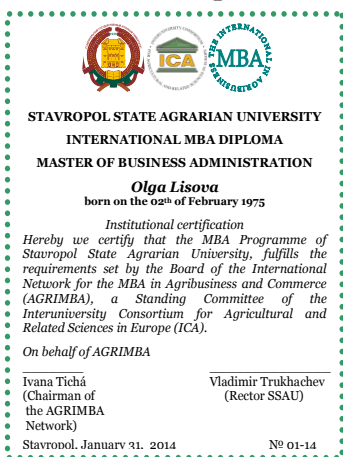 ICA
MBA
THE INTERNATIONAL
IN AGRIBUSINESS
STAVROPOL STATE AGRARIAN UNIVERSITY
INTERNATIONAL MBA DIPLOMA
MASTER OF BUSINESS ADMINISTRATION
Olga Lisova
born on the 02th of February 1975
Institutional certification
Hereby we certify that the MBA Programme of
Stavropol State Agrarian University, fulfills the
requirements set by the Board of the International
Network for the MBA in Agribusiness and Commerce
(AGRIMBA), a Standing Committee of the
Interuniversity Consortium for Agricultural and
Related Sciences in Europe (ICA).
On behalf of AGRIMBA
Ivana Tichá Vladimir Trukhachev
(Chairman of (Rector SSAU)
the AGRIMBA
Network)
Stavropol, January 31, 2014 № 01-14